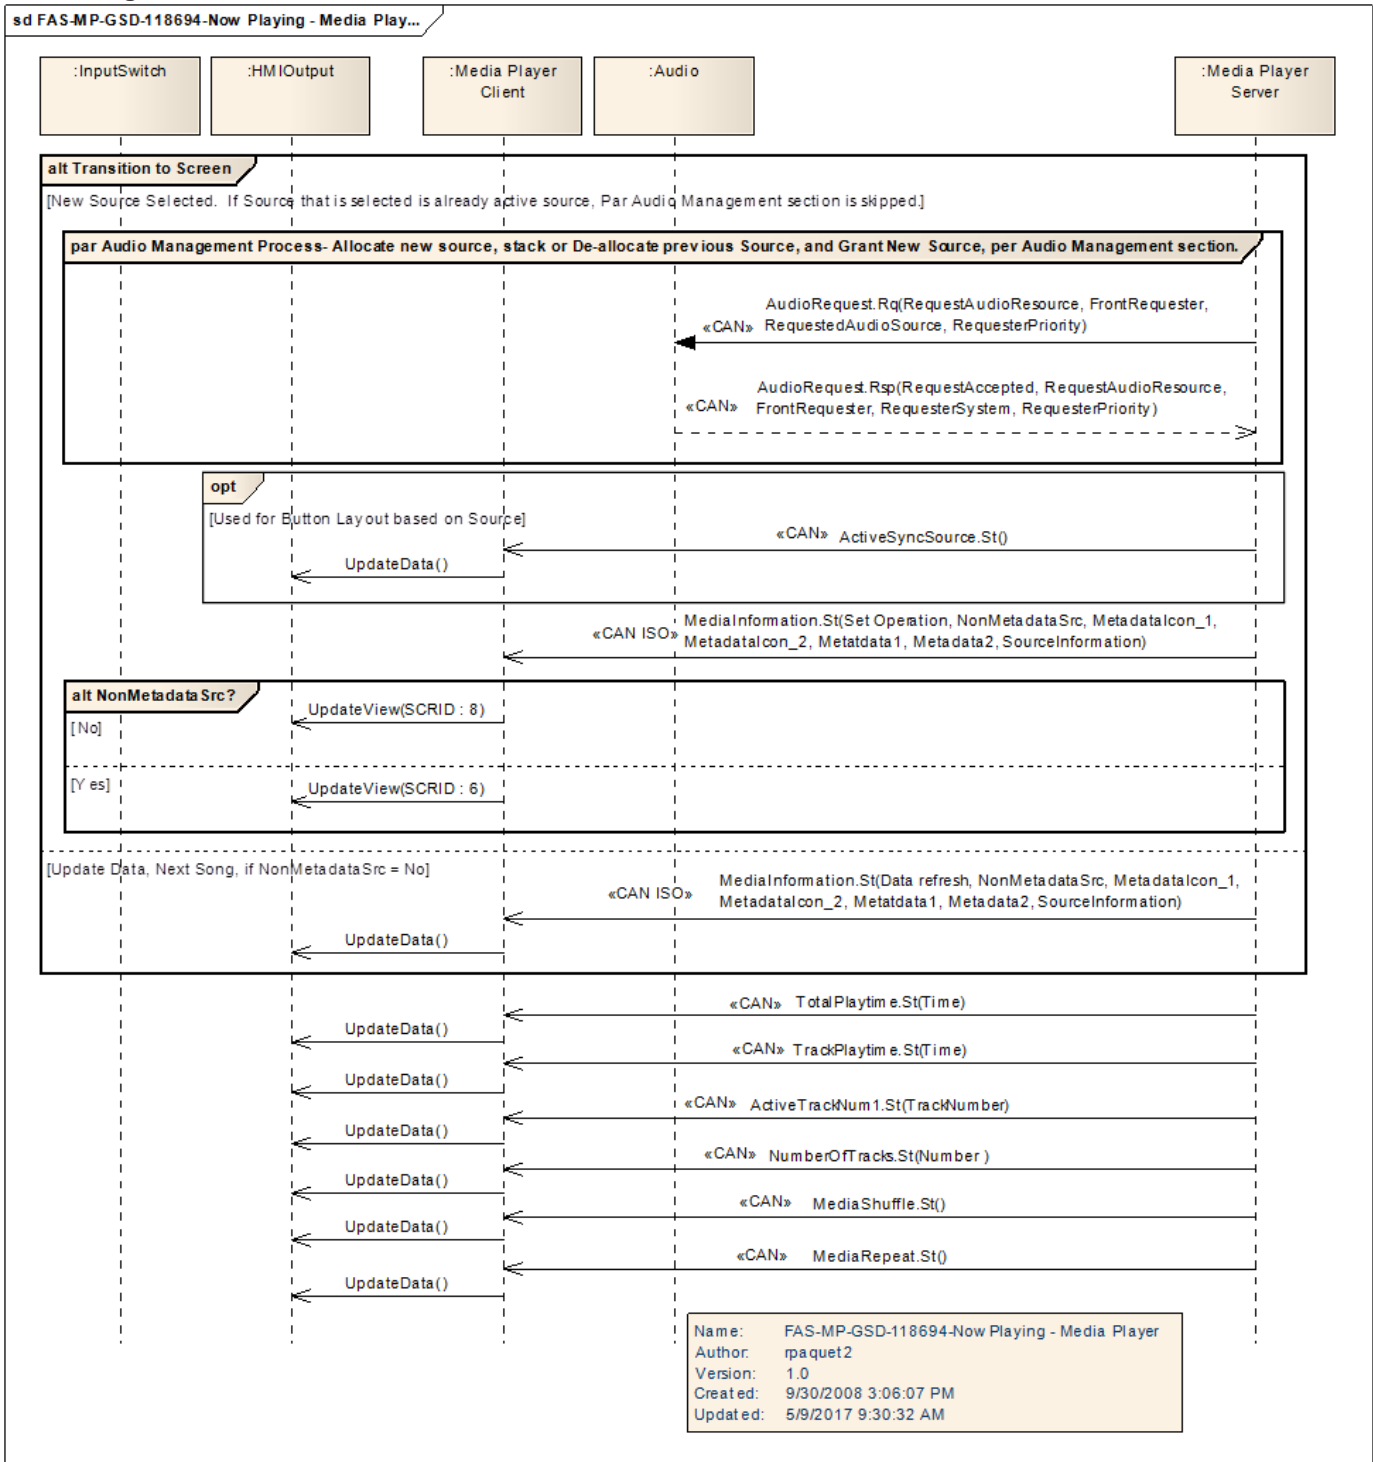 sd FAS-MP-GSD-118694-Now Playing - Media Play...
:InputSwitch
:HMIOutput
:Media Player
Client
:Audio
:Media Player
Server
alt Transition to Screen
[New Source Selected.  If Source that is selected is already active source, Par Audio Management section is skipped.]
par Audio Management Process- Allocate new source, stack or De-allocate previous Source, and Grant New Source, per Audio Management section.
AudioRequest.Rq(RequestAudioResource, FrontRequester,
«CAN» RequestedAudioSource, RequesterPriority)
AudioRequest.Rsp(RequestAccepted, RequestAudioResource,
«CAN» FrontRequester, RequesterSystem, RequesterPriority)
opt
[Used for Button Layout based on Source]
«CAN» ActiveSyncSource.St()
UpdateData()
MediaInformation.St(Set Operation, NonMetadataSrc, MetadataIcon_1,
«CAN ISO» MetadataIcon_2, Metatdata1, Metadata2, SourceInformation)
alt NonMetadataSrc?
UpdateView(SCRID : 8)
[No]
[Yes]
UpdateView(SCRID : 6)
[Update Data, Next Song, if NonMetadataSrc = No]
MediaInformation.St(Data refresh, NonMetadataSrc, MetadataIcon_1,
«CAN ISO» MetadataIcon_2, Metatdata1, Metadata2, SourceInformation)
UpdateData()
«CAN» TotalPlaytime.St(Time)
UpdateData()
«CAN» TrackPlaytime.St(Time)
UpdateData()
«CAN» ActiveTrackNum1.St(TrackNumber)
UpdateData()
«CAN» NumberOfTracks.St(Number )
UpdateData()
«CAN» MediaShuffle.St()
UpdateData()
«CAN» MediaRepeat.St()
UpdateData()
Name: FAS-MP-GSD-118694-Now Playing - Media Player
Author: rpaquet2
Version: 1.0
Created: 9/30/2008 3:06:07 PM
Updated: 5/9/2017 9:30:32 AM